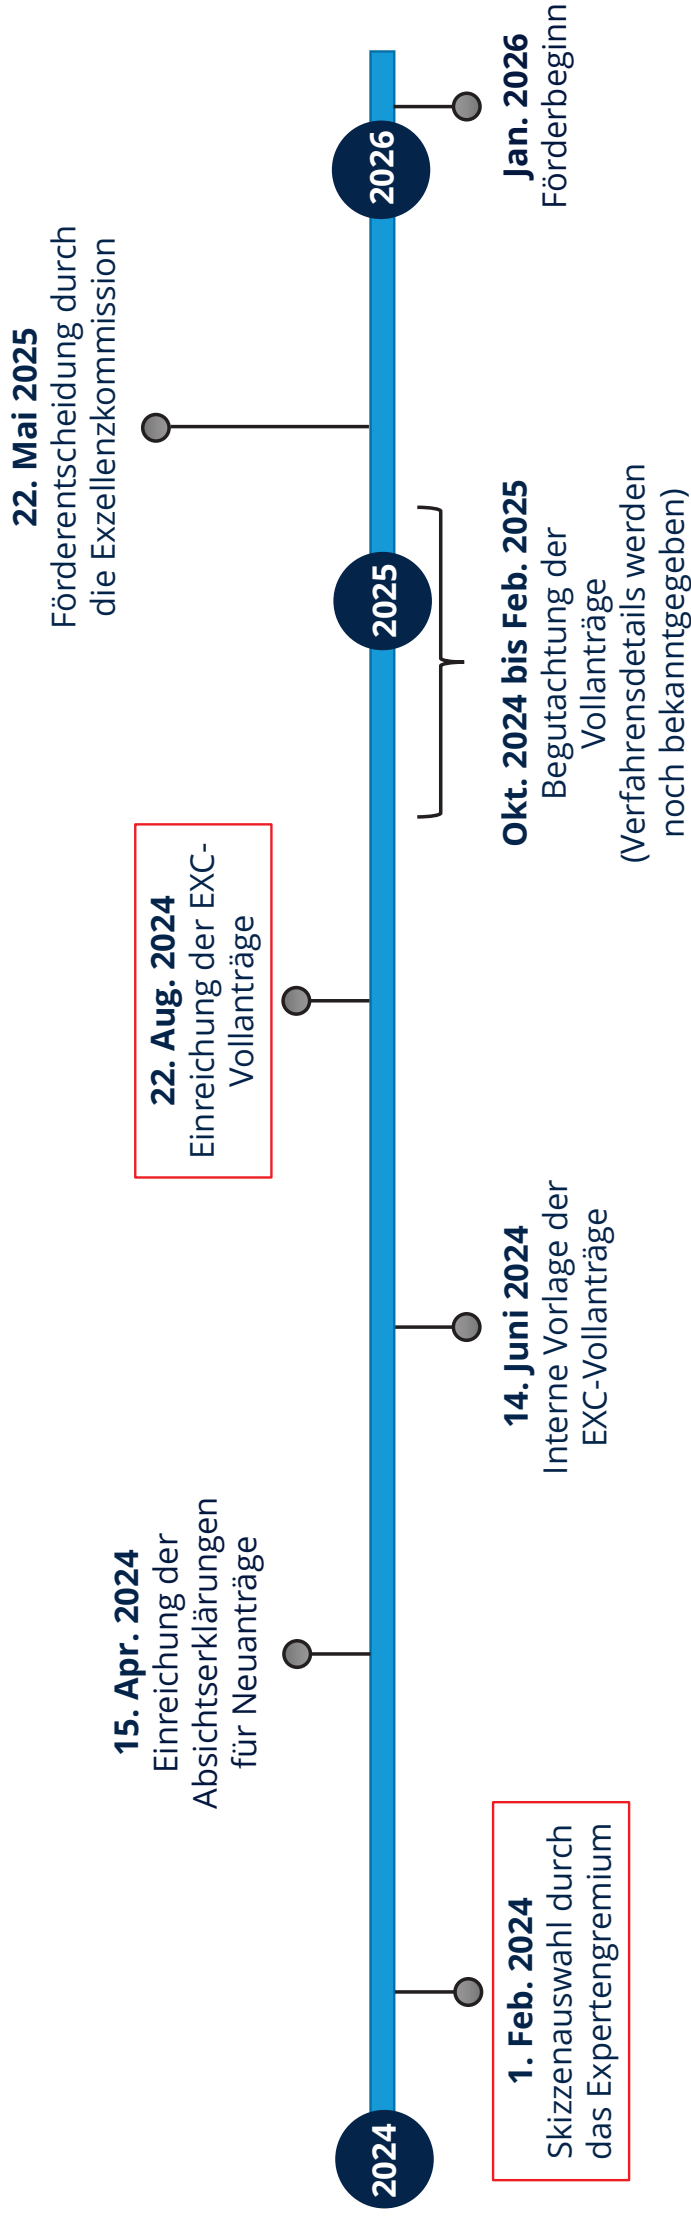 2024
1. Feb. 2024
Skizzenauswahl durch
das Expertengremium
15. Apr. 2024
Einreichung der
Absichtserklärungen
für Neuanträge
14. Juni 2024
Interne Vorlage der
EXC-Vollanträge
22. Aug. 2024
Einreichung der EXC-
Vollanträge
Okt. 2024 bis Feb. 2025
Begutachtung der
Vollanträge
(Verfahrensdetails werden
noch bekanntgegeben)
2025
22. Mai 2025
Förderentscheidung durch
die Exzellenzkommission
2026
Jan. 2026
Förderbeginn